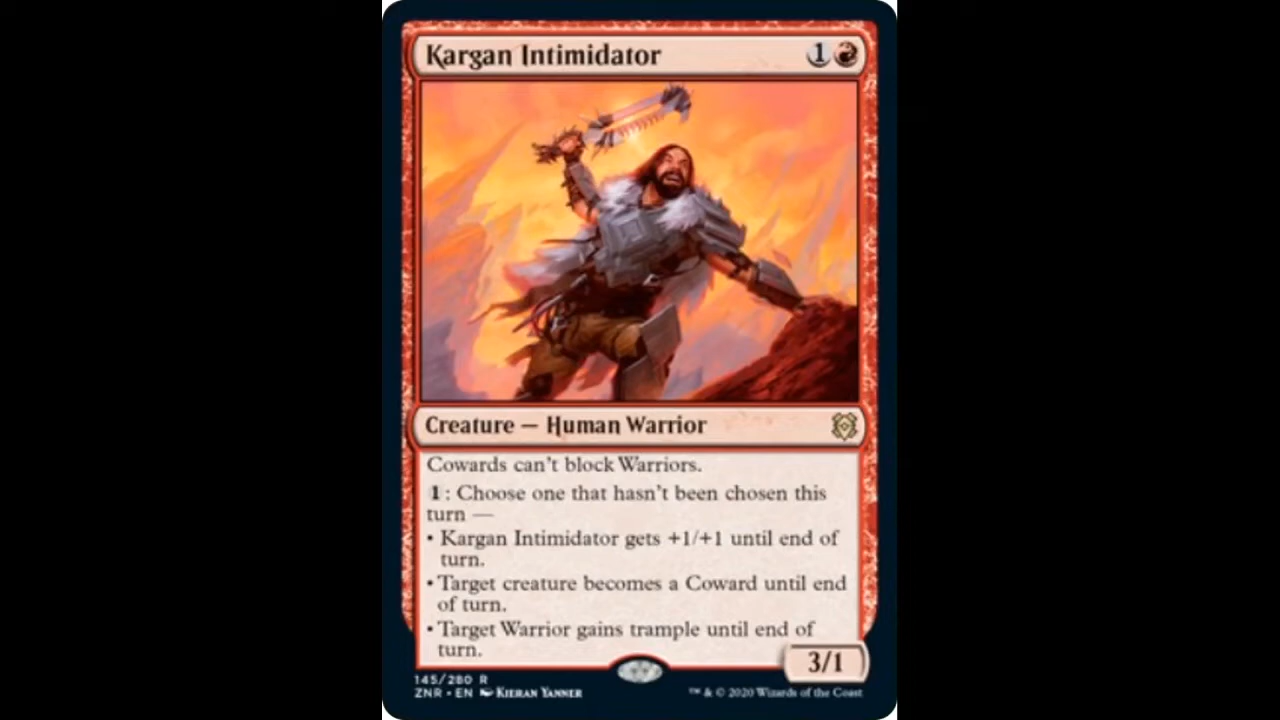 Kargan Intimidator 1
Creature — Human Warrior
Cowards can't block Warriors.
1: Choose one that hasn't been chosen this
turn —
• Kargan Intimidator gets +1/+1 until end of
turn.
• Target creature becomes a Coward until end
of turn.
• Target Warrior gains trample until end of
turn.
3/1
145/280 R
ZNR • EN KIERAN YANNER
™ & © 2020 Wizards of the Coast